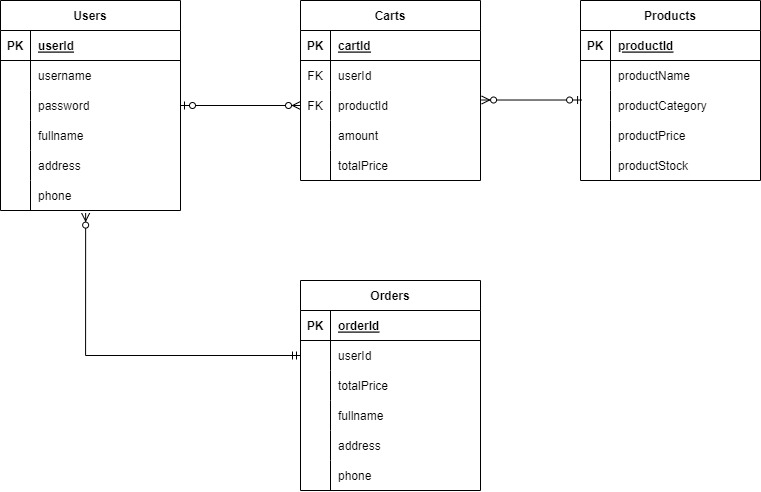 Users
PK userId
username
password
fullname
address
phone
Carts
PK cartId
FK userId
FK productId
amount
totalPrice
Products
PK productId
productName
productCategory
productPrice
productStock
Orders
PK orderId
userId
totalPrice
fullname
address
phone